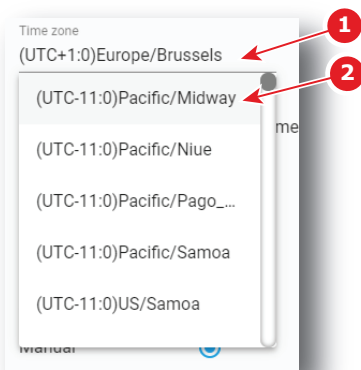 Time zone
1
(UTC+1:0)Europe/Brussels
2
(UTC-11:0)Pacific/Midway
me
(UTC-11:0)Pacific/Niue
(UTC-11:0)Pacific/Pago_...
(UTC-11:0)Pacific/Samoa
(UTC-11:0)US/Samoa
Manual